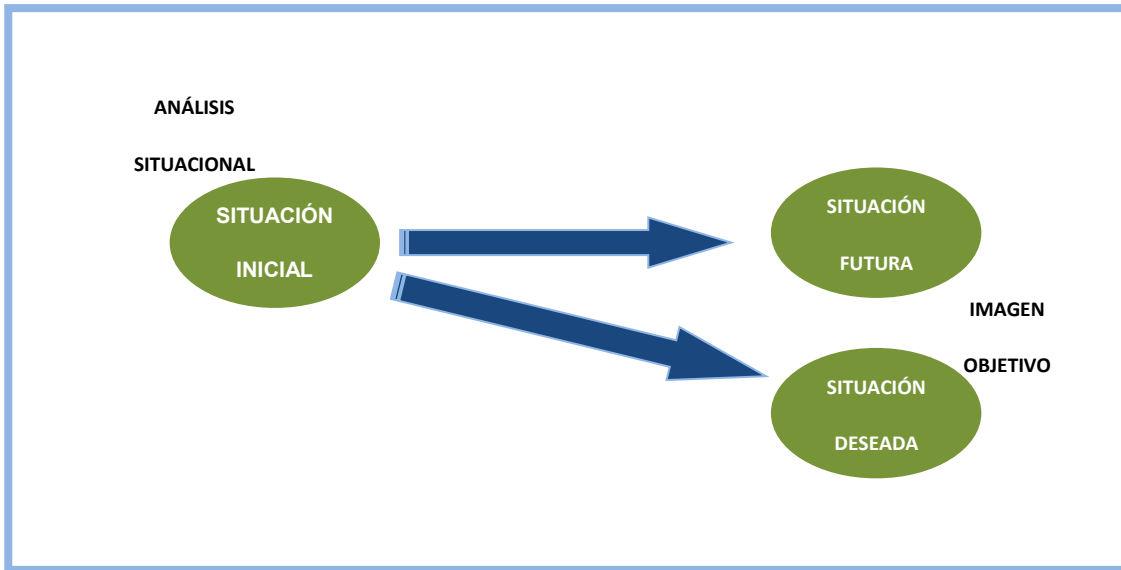 ANÁLISIS
SITUACIONAL
SITUACIÓN
INICIAL
SITUACIÓN
FUTURA
IMAGEN
OBJETIVO
SITUACIÓN
DESEADA